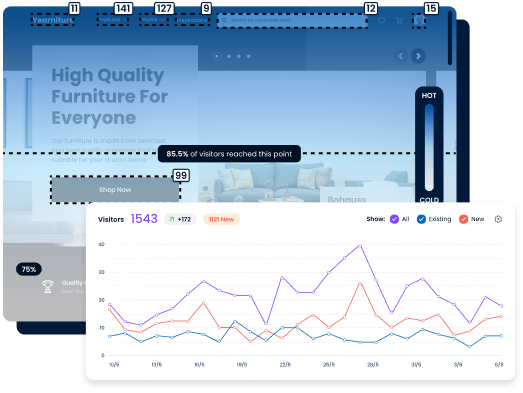 11
141
127
9
12
15
Yearniture
Products
Rooms
Inspirations
High Quality
Furniture For
Everyone
Our furniture is made from selected
suitable for your dream home
85.5% of visitors reached this point
HOT
COLD
99
Shop Now
Bohauss
75%
Quality
Visitors 1543 +172 1121 New
Show: All Existing New
40
30
20
10
0
10/5 13/5 16/5 19/5 22/5 25/5 28/5 31/5 3/6 6/6